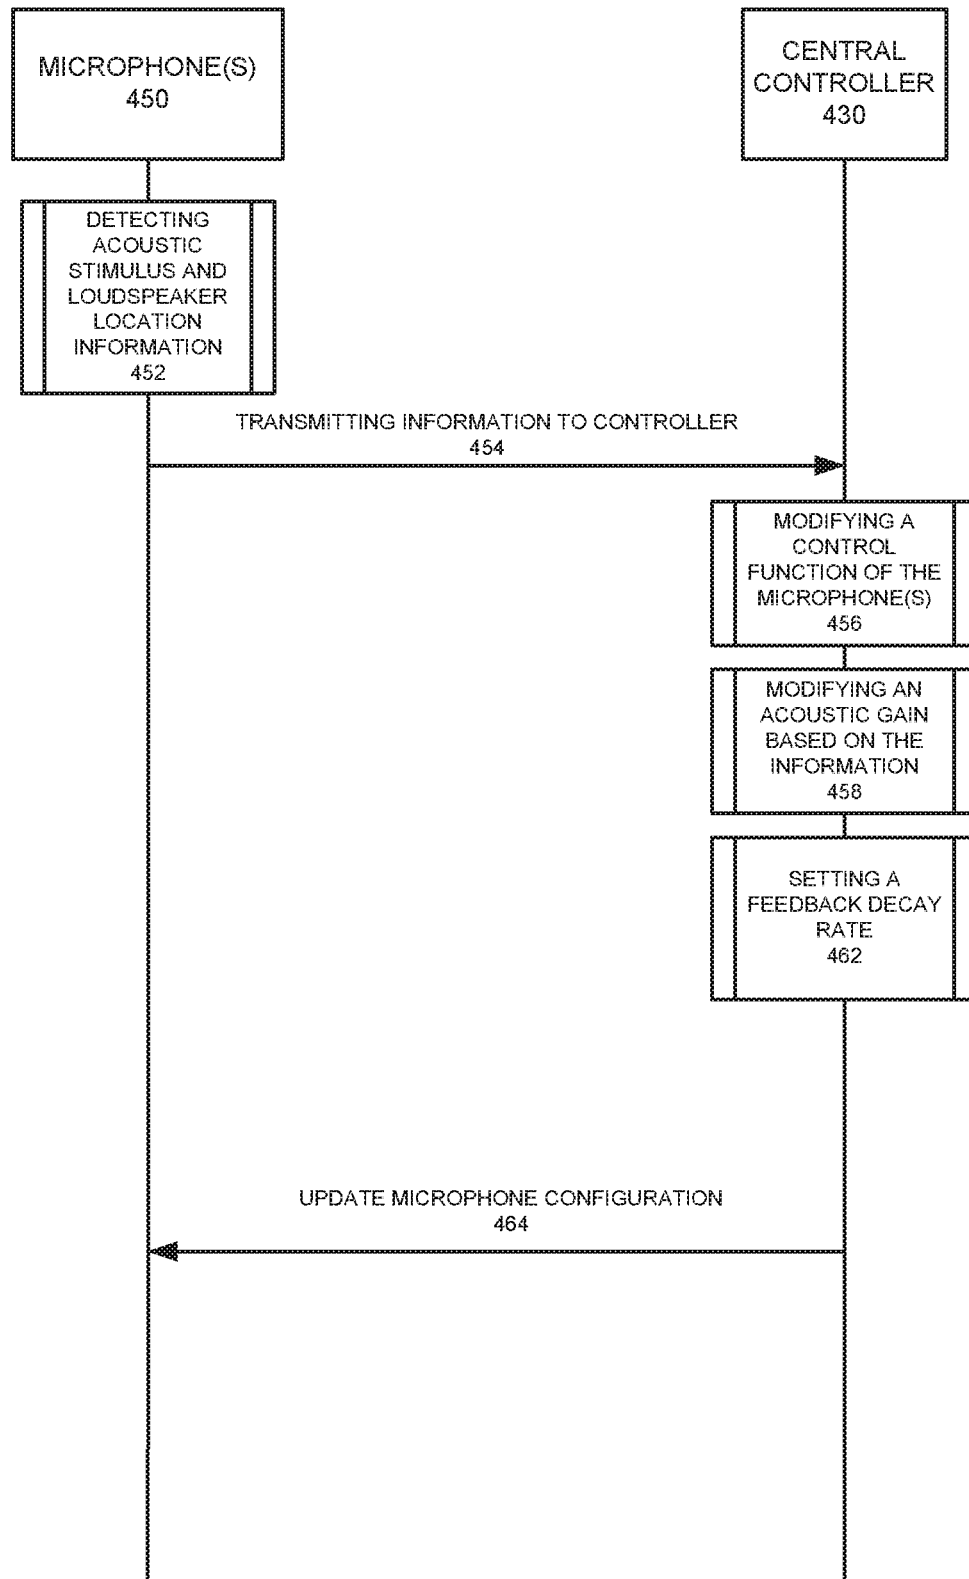 MICROPHONE(S)
450
CENTRAL
CONTROLLER
430
DETECTING
ACOUSTIC
STIMULUS AND
LOUDSPEAKER
LOCATION
INFORMATION
452
TRANSMITTING INFORMATION TO CONTROLLER
454
MODIFYING A
CONTROL
FUNCTION OF THE
MICROPHONE(S)
456
MODIFYING AN
ACOUSTIC GAIN
BASED ON THE
INFORMATION
458
SETTING A
FEEDBACK DECAY
RATE
462
UPDATE MICROPHONE CONFIGURATION
464